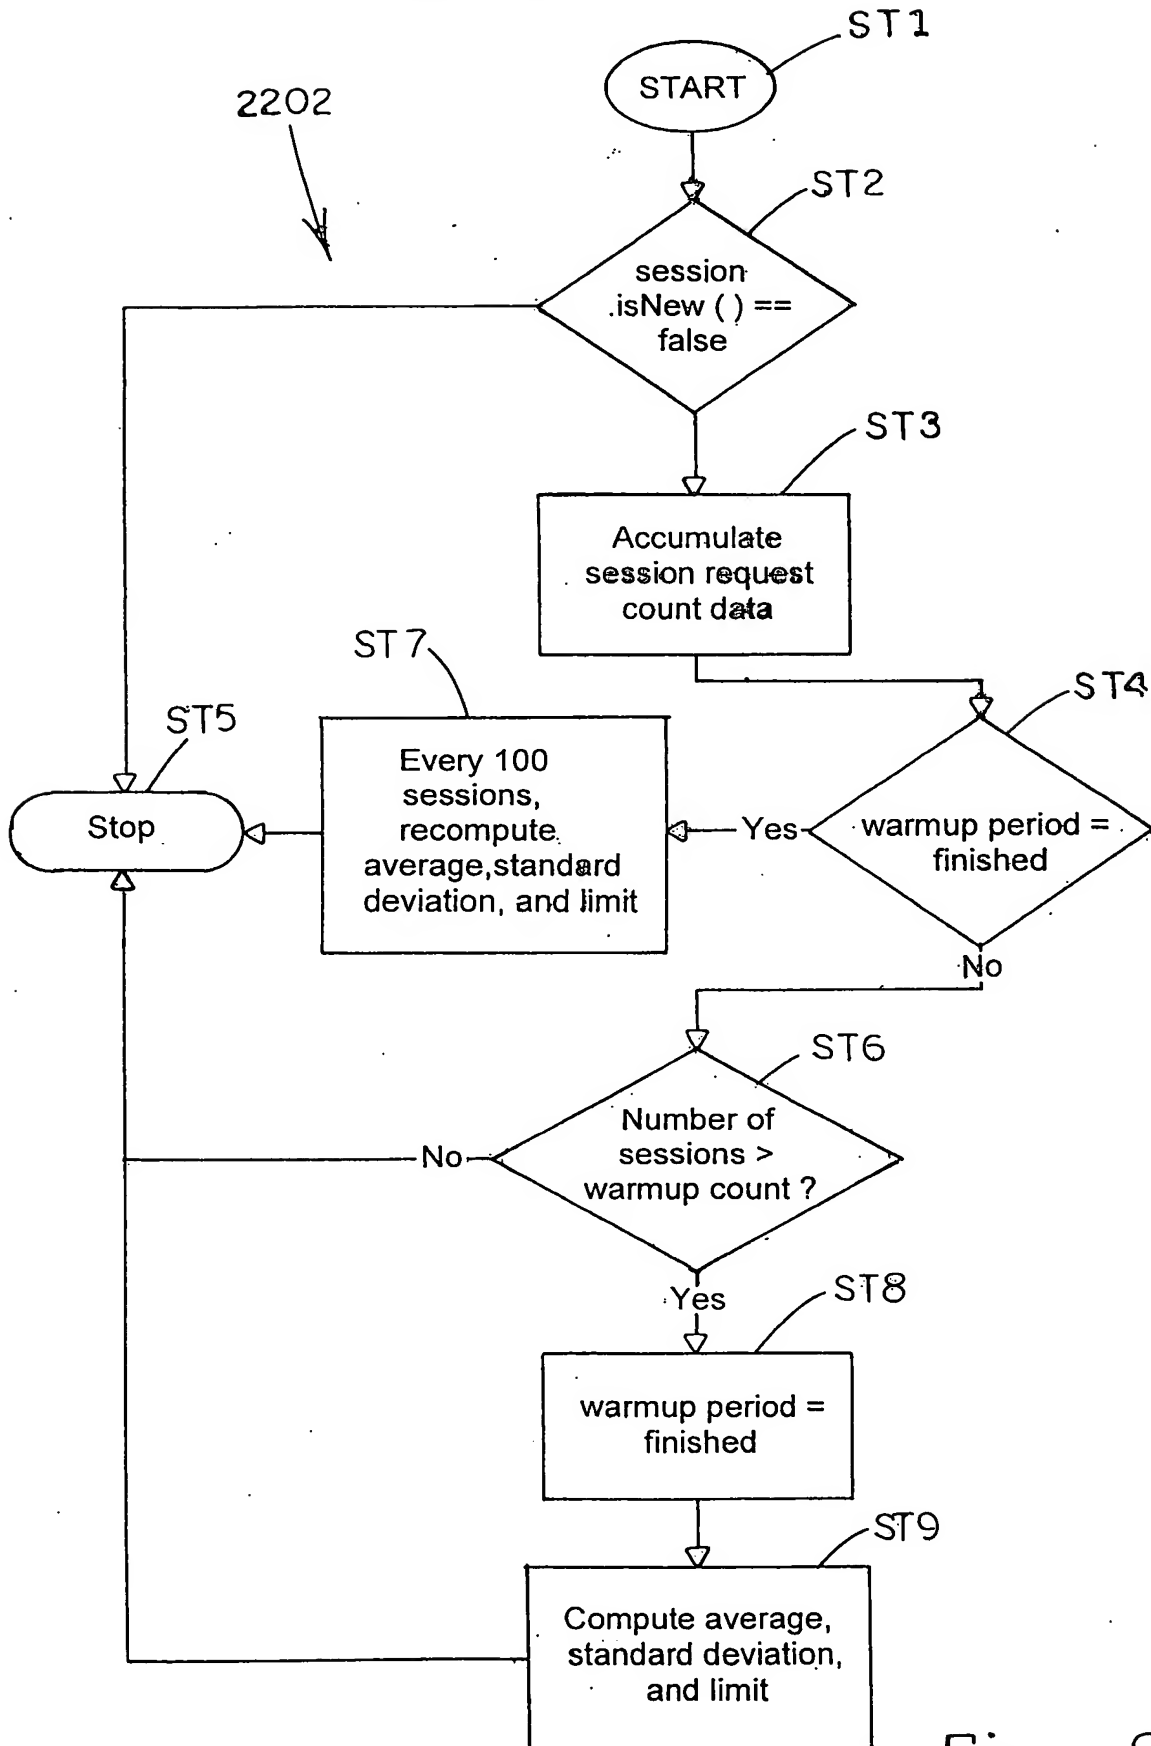 ST1
START
2202
ST2
session
.isNew ( ) ==
false
ST3
Accumulate
session request
count data
ST7
ST4
ST5
Every 100
sessions,
recompute
average,standard
deviation, and limit
Stop
Yes
warmup period =
finished
No
ST6
Number of
sessions >
warmup count ?
No
Yes
ST8
warmup period =
finished
ST9
Compute average,
standard deviation,
and limit